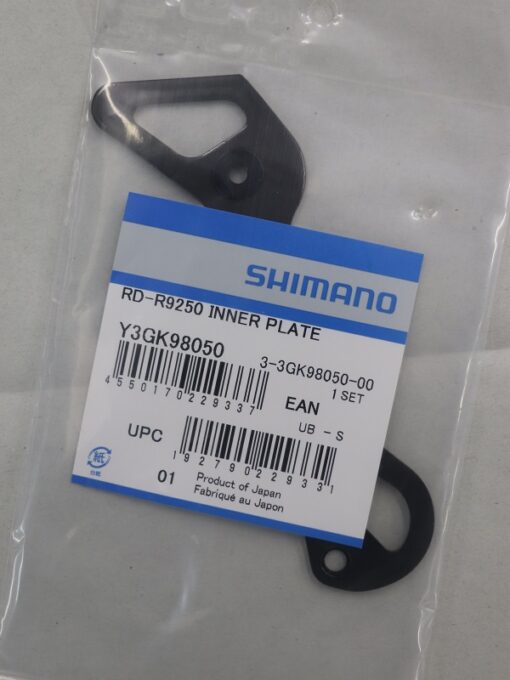 SHIMANO
RD-R9250 INNER PLATE
Y3GK98050
3-3GK98050-00
1 SET
4550170229337
EAN
UB - S
UPC
192790229331
紙
01
Product of Japan
Fabriqué au Japon